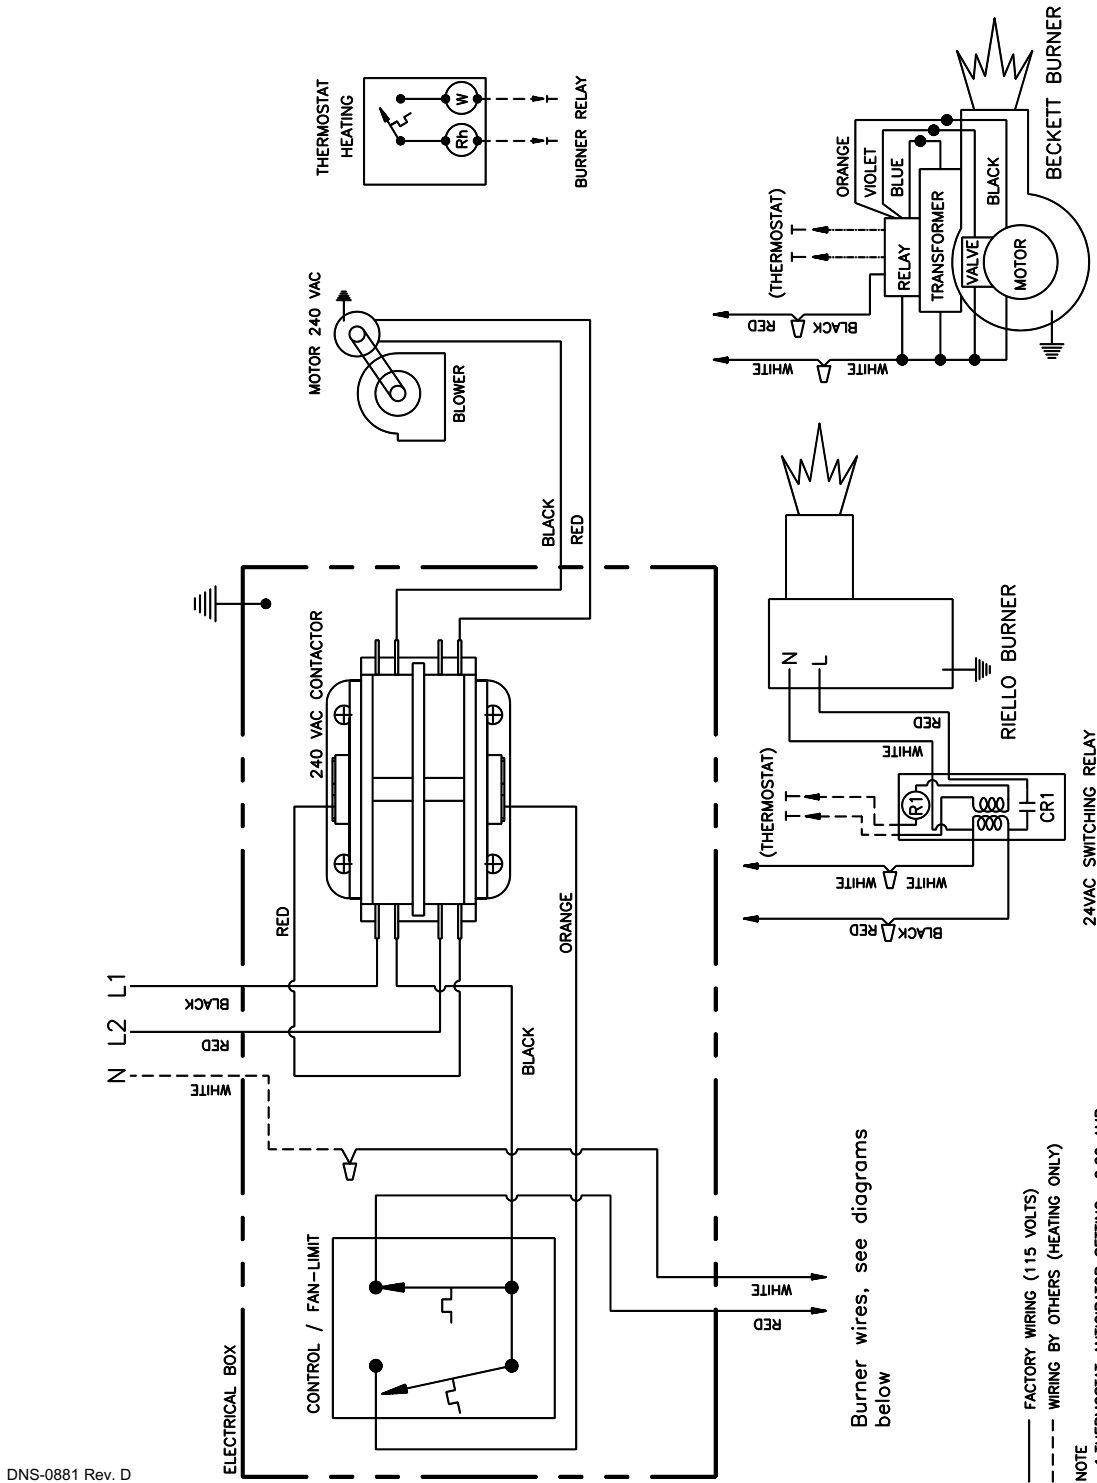 DNS-0881 Rev. D
ELECTRICAL BOX
CONTROL / FAN-LIMIT
N
L2
L1
WHITE
RED
BLACK
RED
240 VAC CONTACTOR
BLACK
ORANGE
BLACK
RED
MOTOR 240 VAC
BLOWER
THERMOSTAT
HEATING
Rh
W
BURNER RELAY
WHITE
RED
Burner wires, see diagrams
below
(THERMOSTAT)
WHITE
WHITE
RED
BLACK
R1
CR1
24VAC SWITCHING RELAY
WHITE
RED
N
L
RIELLO BURNER
(THERMOSTAT)
RED
BLACK
WHITE
WHITE
RELAY
TRANSFORMER
VALVE
MOTOR
ORANGE
VIOLET
BLUE
BLACK
BECKETT BURNER
FACTORY WIRING (115 VOLTS)
WIRING BY OTHERS (HEATING ONLY)
NOTE